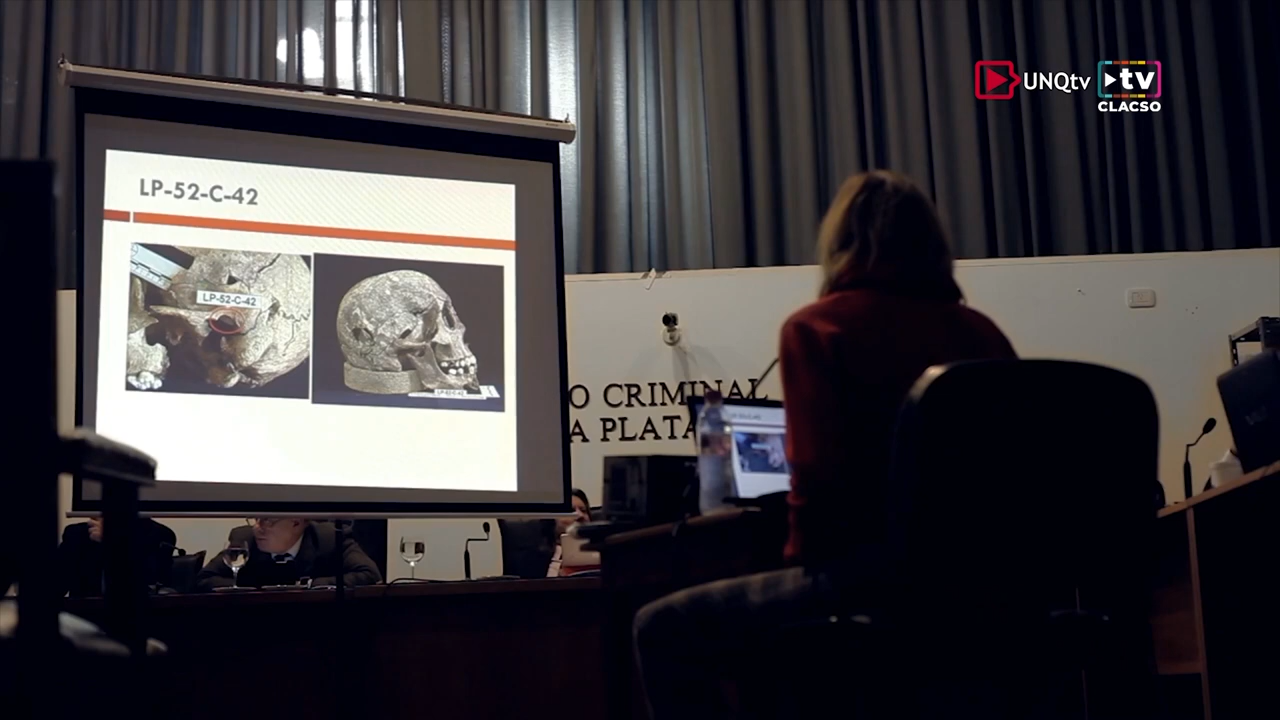 UNQtv
tv
CLACSO
LP-52-C-42
LP-52-C-42
O CRIMINAL
A PLATA